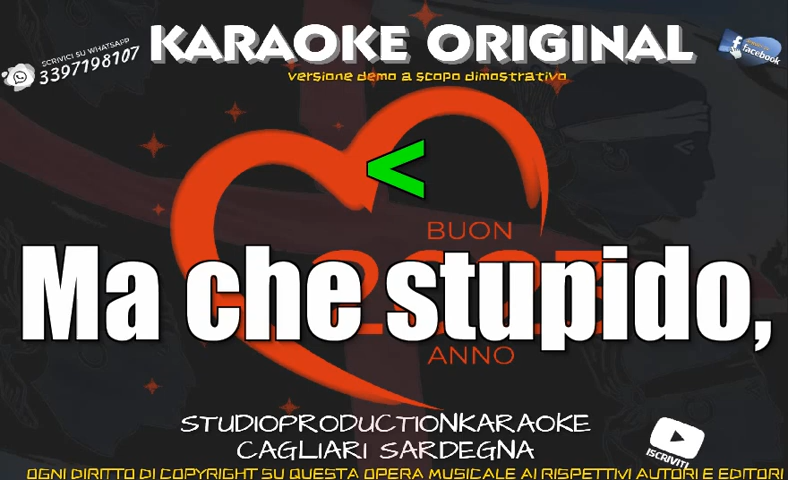 KARAOKE ORIGINAL
SCRIVICI SU WHATSAPP
3397198107
facebook
versione demo a scopo dimostrativo
<
BUON
Ma che stupido,
ANNO
STUDIOPRODUCTIONKARAOKE
CAGLIARI SARDEGNA
ISCRIVITI
OGNI DIRITTO DI COPYRIGHT SU QUESTA OPERA MUSICALE AI RISPETTIVI AUTORI E EDITORI